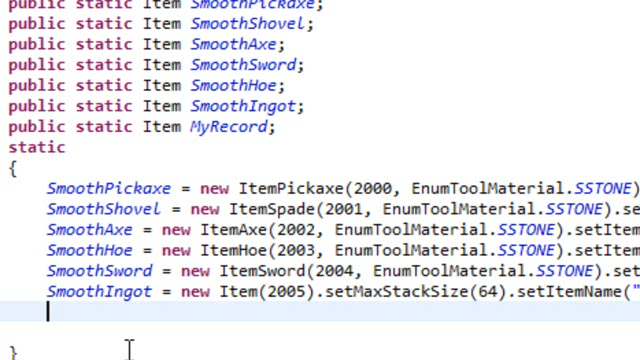 public static Item SmoothPickaxe;
public static Item SmoothShovel;
public static Item SmoothAxe;
public static Item SmoothSword;
public static Item SmoothHoe;
public static Item SmoothIngot;
public static Item MyRecord;
static
{
SmoothPickaxe = new ItemPickaxe(2000, EnumToolMaterial.SSTONE)
SmoothShovel = new ItemSpade(2001, EnumToolMaterial.SSTONE).se
SmoothAxe = new ItemAxe(2002, EnumToolMaterial.SSTONE).setItem
SmoothHoe = new ItemHoe(2003, EnumToolMaterial.SSTONE).setItem
SmoothSword = new ItemSword(2004, EnumToolMaterial.SSTONE).set
SmoothIngot = new Item(2005).setMaxStackSize(64).setItemName("
}